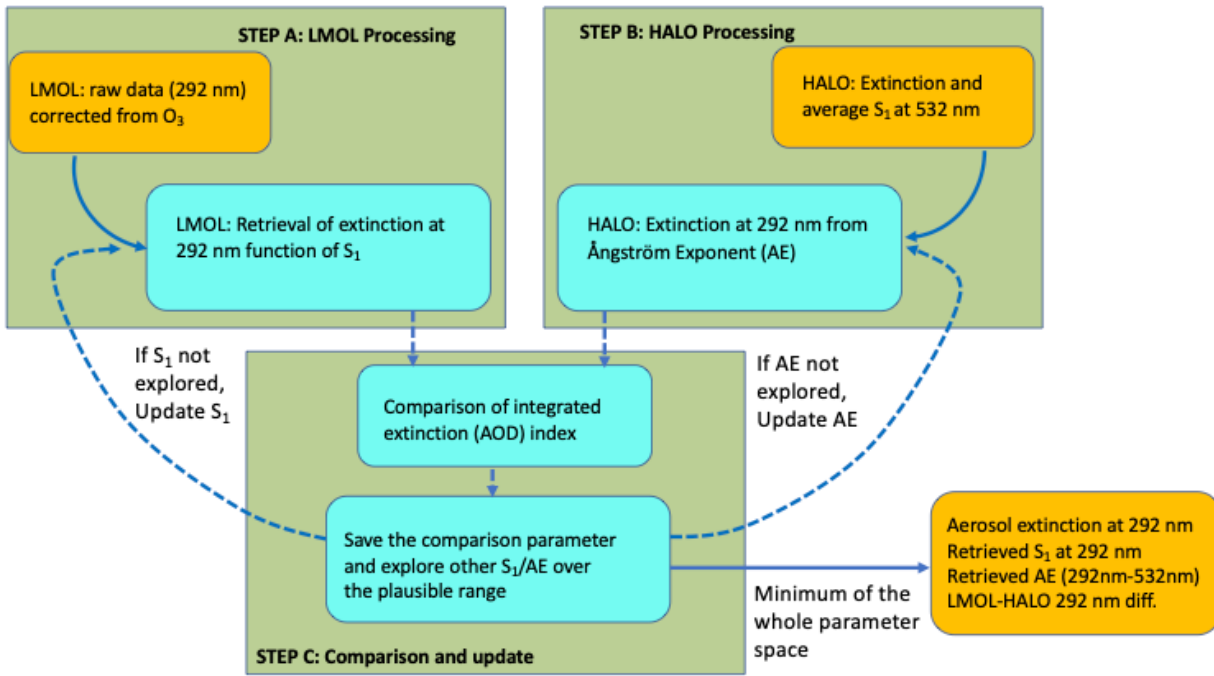 STEP A: LMOL Processing
LMOL: raw data (292 nm)
corrected from O₃
LMOL: Retrieval of extinction at
292 nm function of S₁
STEP B: HALO Processing
HALO: Extinction and
average S₁ at 532 nm
HALO: Extinction at 292 nm from
Ångström Exponent (AE)
If S₁ not
explored,
Update S₁
If AE not
explored,
Update AE
Comparison of integrated
extinction (AOD) index
Save the comparison parameter
and explore other S₁/AE over
the plausible range
STEP C: Comparison and update
Minimum of the
whole parameter
space
Aerosol extinction at 292 nm
Retrieved S₁ at 292 nm
Retrieved AE (292nm-532nm)
LMOL-HALO 292 nm diff.